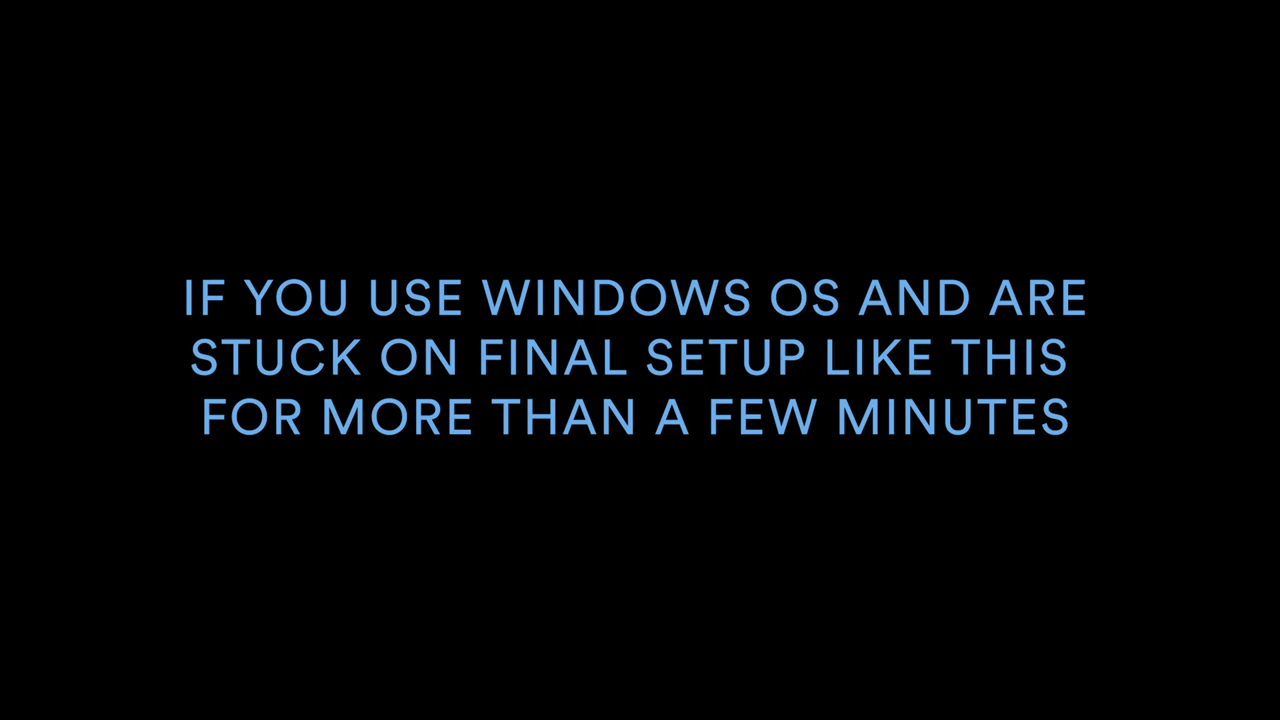 IF YOU USE WINDOWS OS AND ARE
STUCK ON FINAL SETUP LIKE THIS
FOR MORE THAN A FEW MINUTES